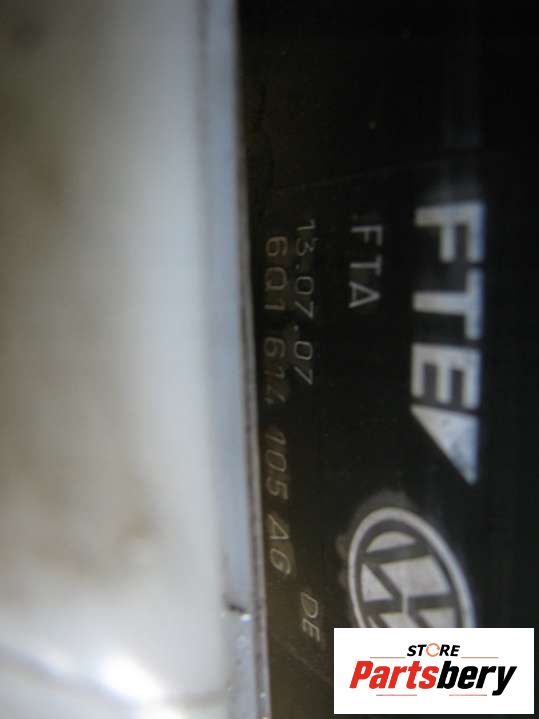 FTE
FTA
13.07.07
6Q1 614 105 AG DE
STORE
Partsbery